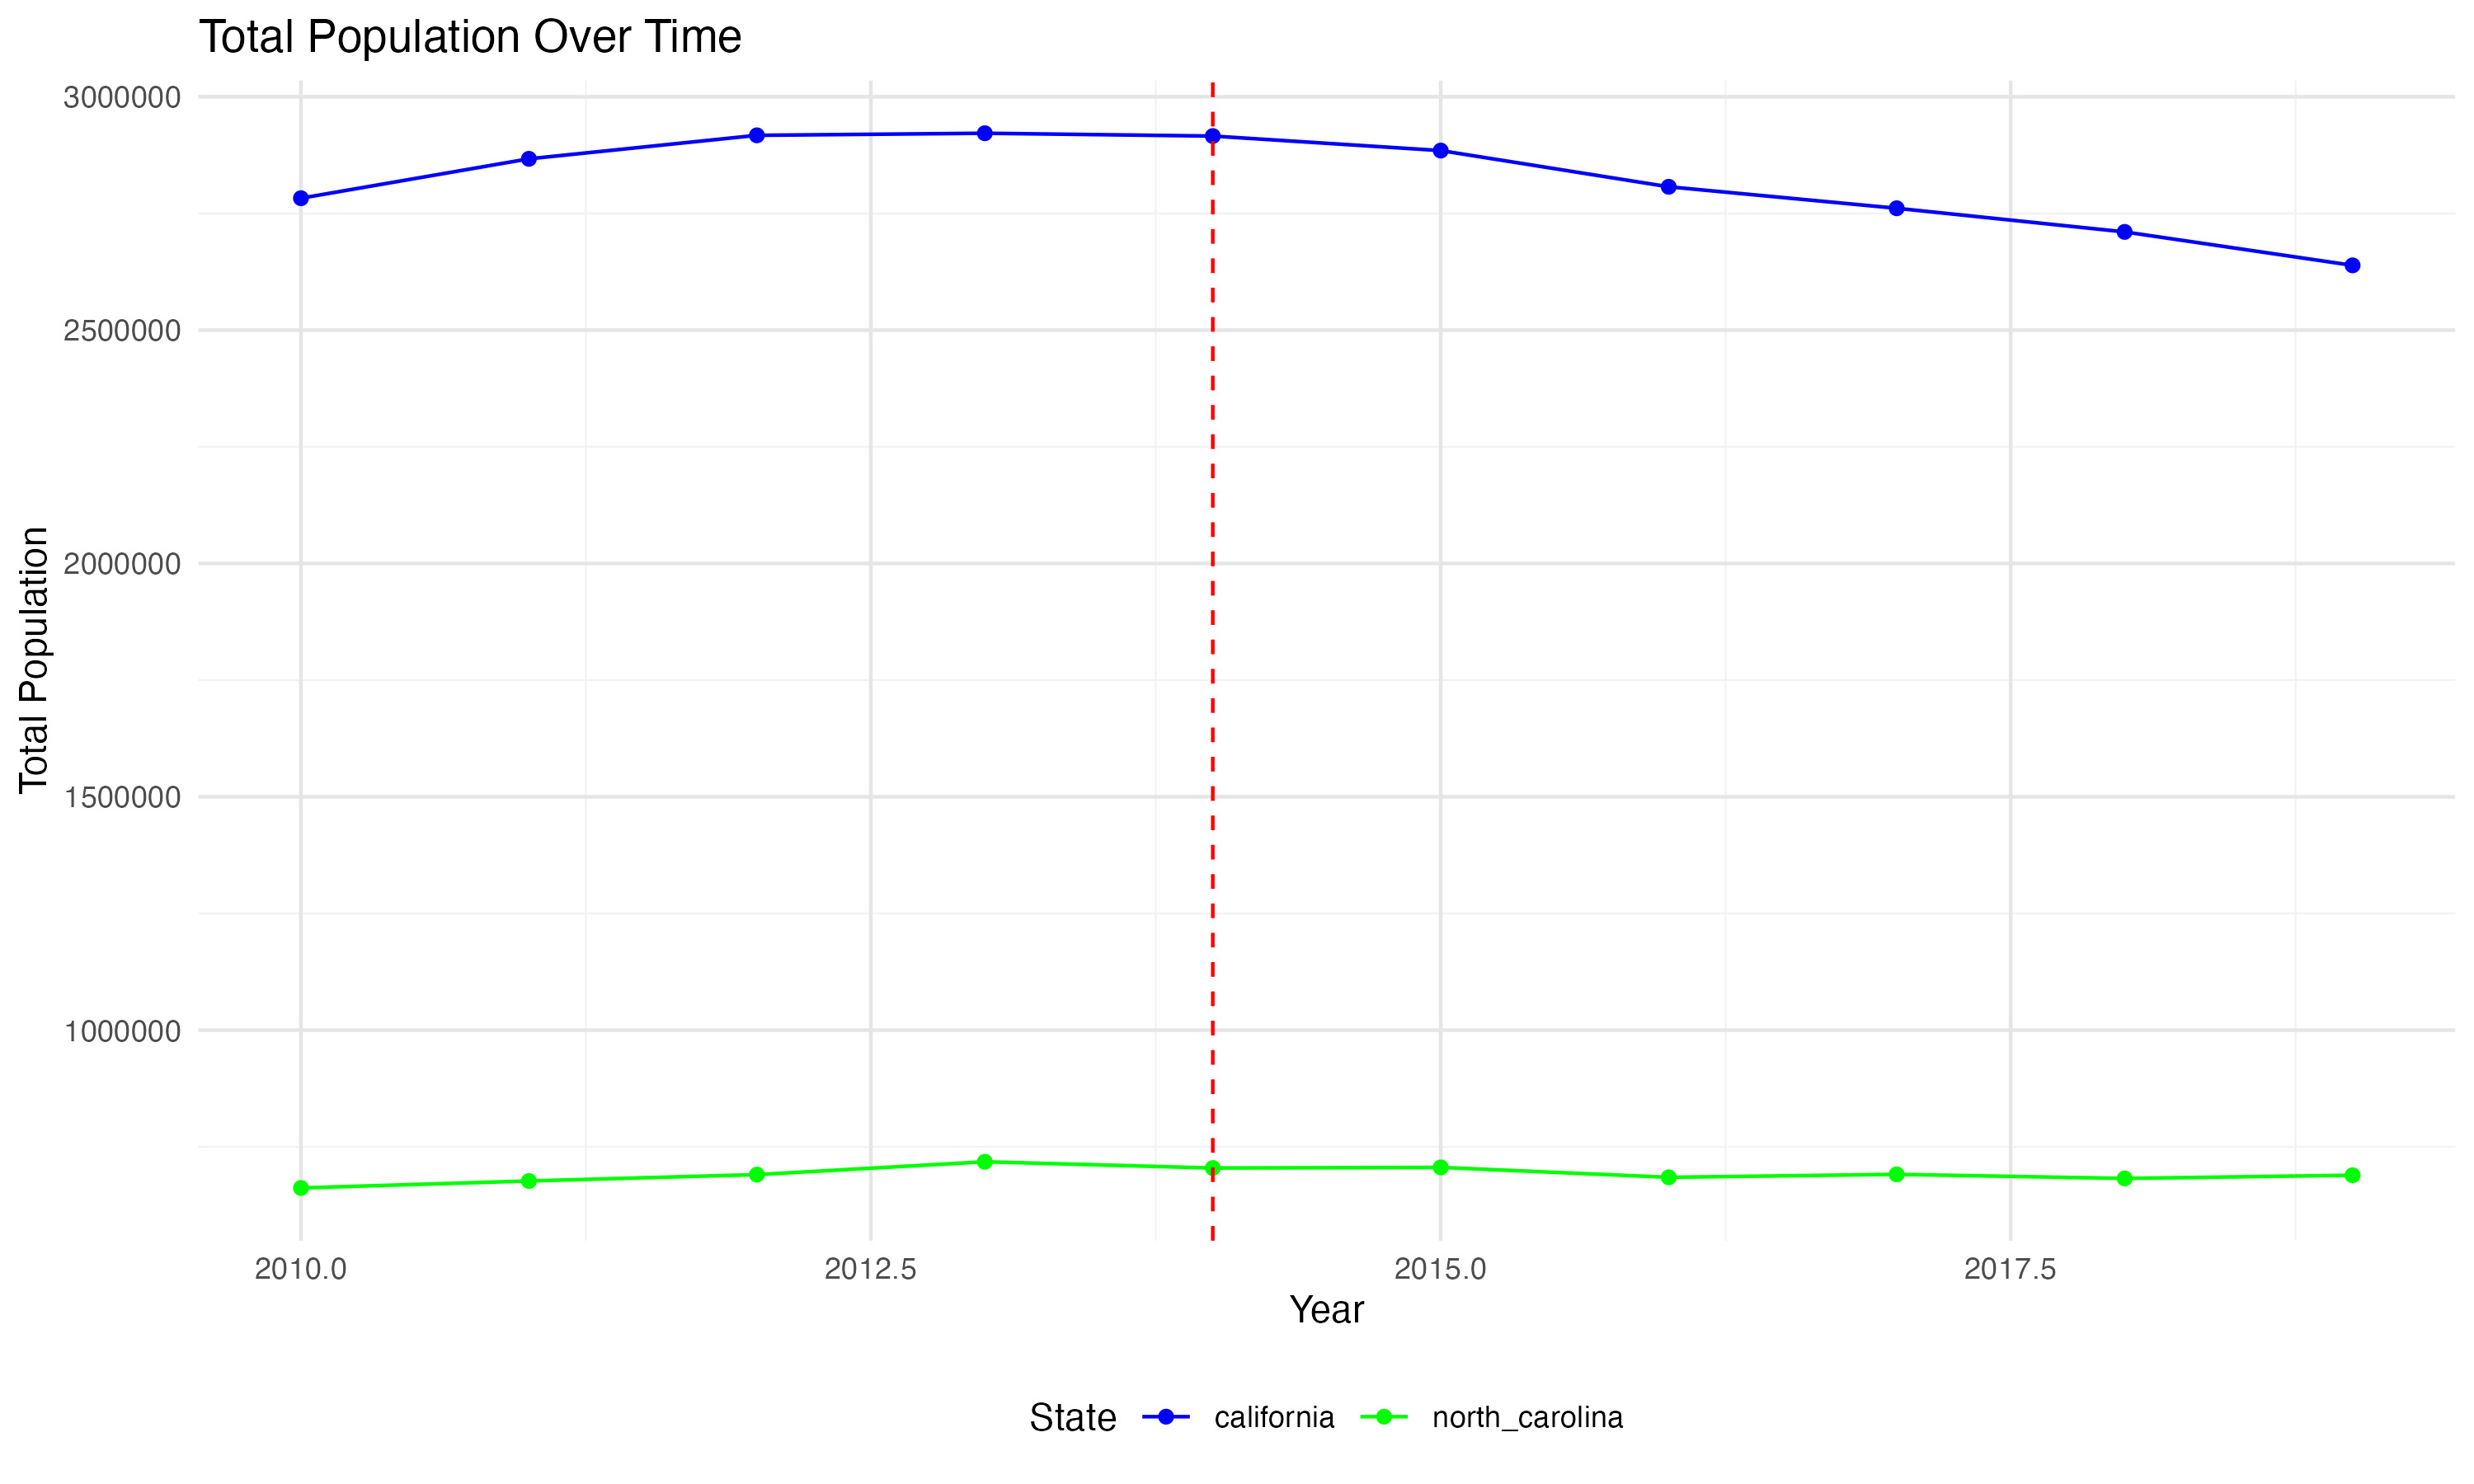 Total Population Over Time
3000000
2500000
2000000
1500000
1000000
Total Population
2010.0 2012.5 2015.0 2017.5
Year
State california north_carolina